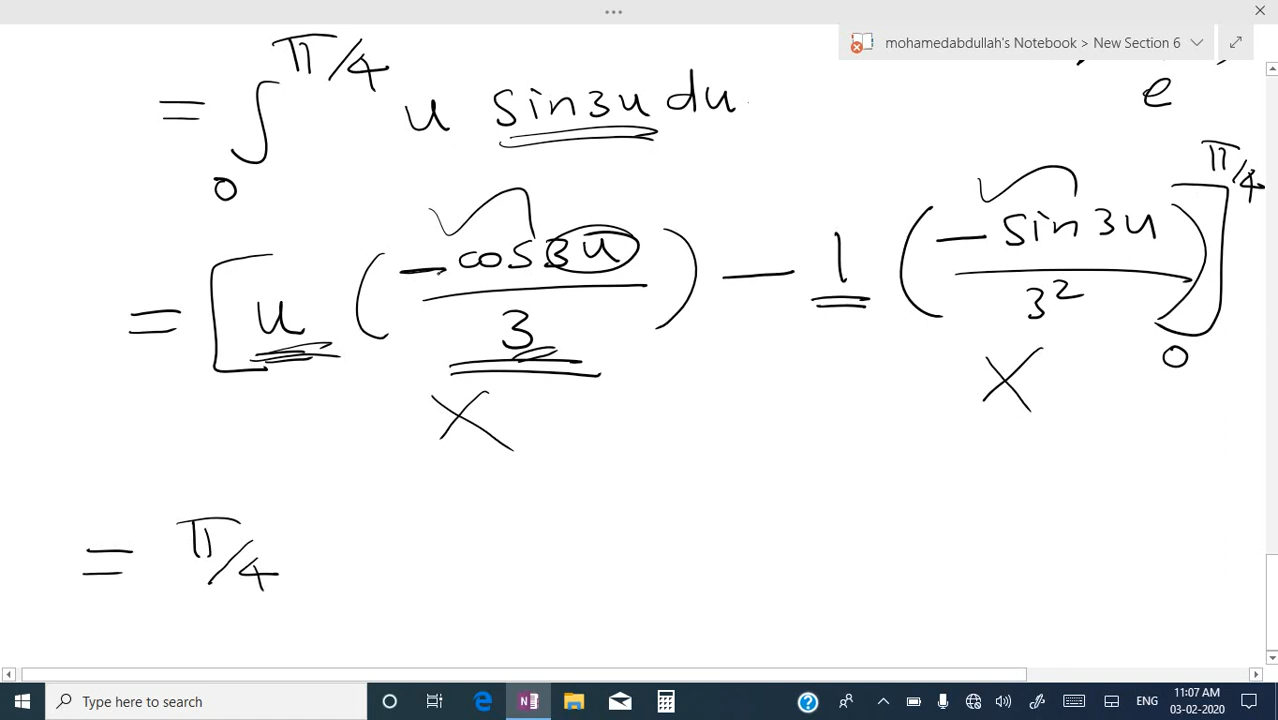 •••
mohamedabdullah's Notebook > New Section 6
= ∫₀^π/4 u sin3u du
e
= [u (-cos3u / 3) - 1 (-sin3u / 3²)]₀^π/4
= π/4
Type here to search
ENG
11:07 AM
03-02-2020